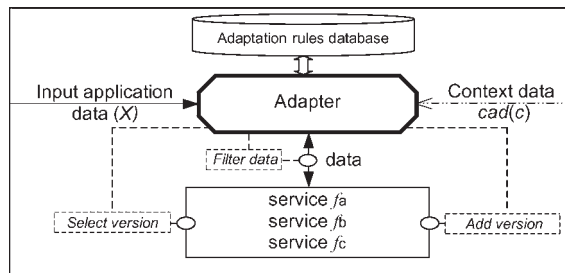 Adaptation rules database
Input application
data (X)
Adapter
Context data
cad(c)
Filter data
data
service fa
service fb
service fc
Select version
Add version